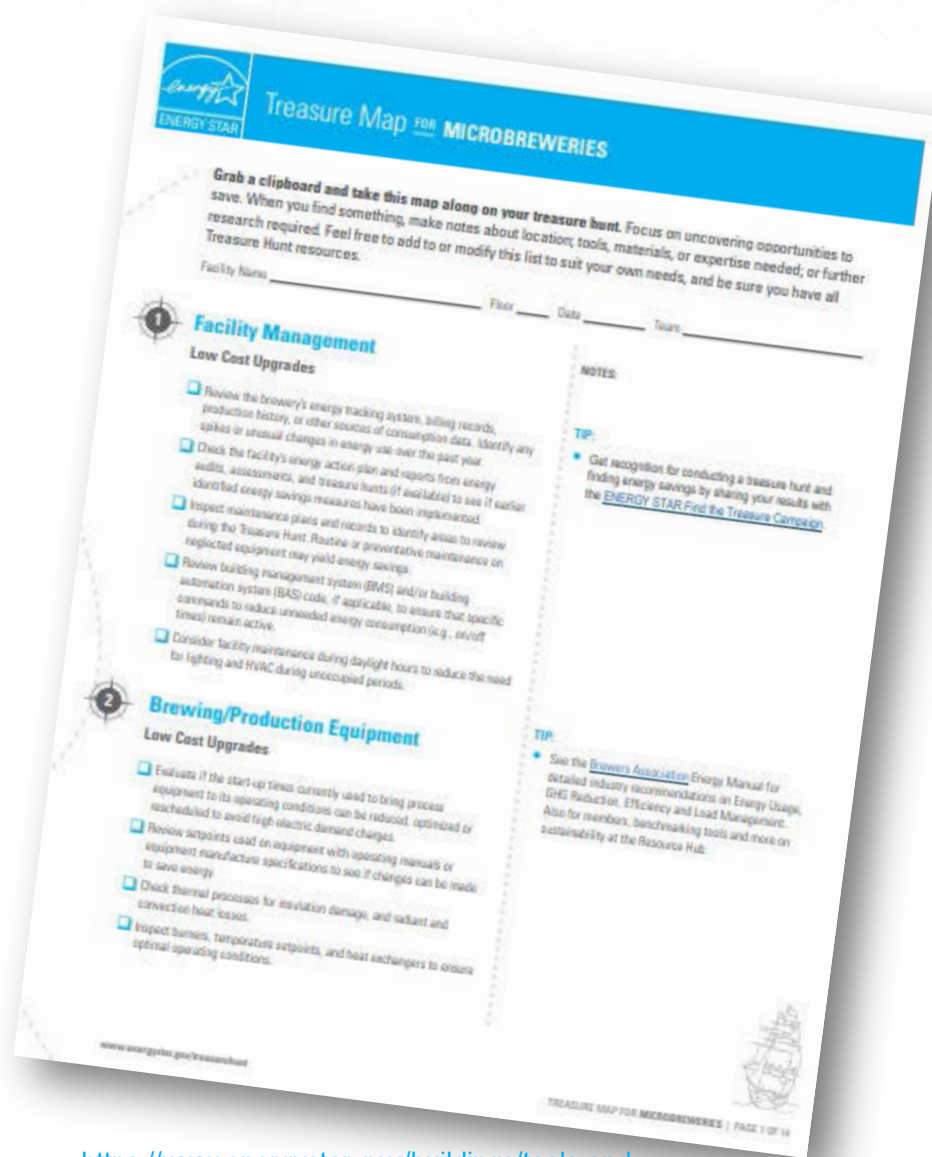 energy
ENERGY STAR
Treasure Map FOR MICROBREWERIES
Grab a clipboard and take this map along on your treasure hunt. Focus on uncovering opportunities to
save. When you find something, make notes about location; tools, materials, or expertise needed; or further
research required. Feel free to add to or modify this list to suit your own needs, and be sure you have all
Treasure Hunt resources.
Facility Name Floor Date Team
1 Facility Management
Low Cost Upgrades
Review the brewery's energy tracking system, billing records,
production history, or other sources of consumption data. Identify any
spikes or unusual changes in energy use over the past year.
Check the facility's energy action plan and reports from energy
audits, assessments, and treasure hunts (if available) to see if earlier
identified energy savings measures have been implemented.
Inspect maintenance plans and records to identify areas to review
during the Treasure Hunt. Routine or preventative maintenance on
neglected equipment may yield energy savings.
Review building management system (BMS) and/or building
automation system (BAS) code, if applicable, to ensure that specific
commands to reduce unneeded energy consumption (e.g., on/off
times) remain active.
Consider facility maintenance during daylight hours to reduce the need
for lighting and HVAC during unoccupied periods.
NOTES:
TIP:
• Get recognition for conducting a treasure hunt and
finding energy savings by sharing your results with
the ENERGY STAR Find the Treasure Campaign.
2 Brewing/Production Equipment
Low Cost Upgrades
Evaluate if the start-up times currently used to bring process
equipment to its operating conditions can be reduced, optimized or
rescheduled to avoid high electric demand charges.
Review setpoints used on equipment with operating manuals or
equipment manufacture specifications to see if changes can be made
to save energy.
Check thermal processes for insulation damage, and radiant and
convection heat losses.
Inspect burners, temperature setpoints, and heat exchangers to ensure
optimal operating conditions.
TIP:
• See the Brewers Association Energy Manual for
detailed industry recommendations on Energy Usage,
GHG Reduction, Efficiency and Load Management.
Also for members, benchmarking tools and more on
sustainability at the Resource Hub.
www.energystar.gov/treasurehunt
TREASURE MAP FOR MICROBREWERIES | PAGE 1 OF 14